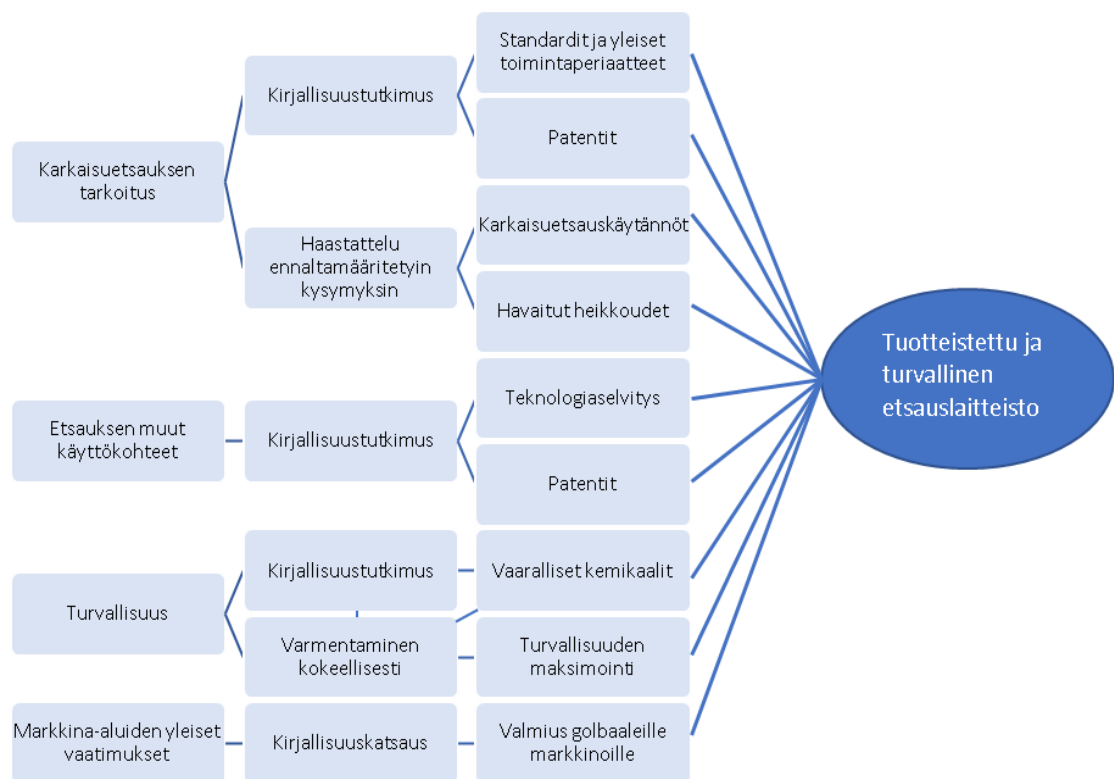 Standardit ja yleiset
toimintaperiaatteet
Kirjallisuustutkimus
Patentit
Karkaisuetsauksen
tarkoitus
Karkaisuetsauskäytännöt
Haastattelu
ennaltamääritetyin
kysymyksin
Havaitut heikkoudet
Tuotteistettu ja
turvallinen
etsauslaitteisto
Teknologiaselvitys
Etsauksen muut
käyttökohteet
Kirjallisuustutkimus
Patentit
Kirjallisuustutkimus
Vaaralliset kemikaalit
Turvallisuus
Varmentaminen
kokeellisesti
Turvallisuuden
maksimointi
Markkina-aluiden yleiset
vaatimukset
Kirjallisuuskatsaus
Valmius golbaaleille
markkinoille